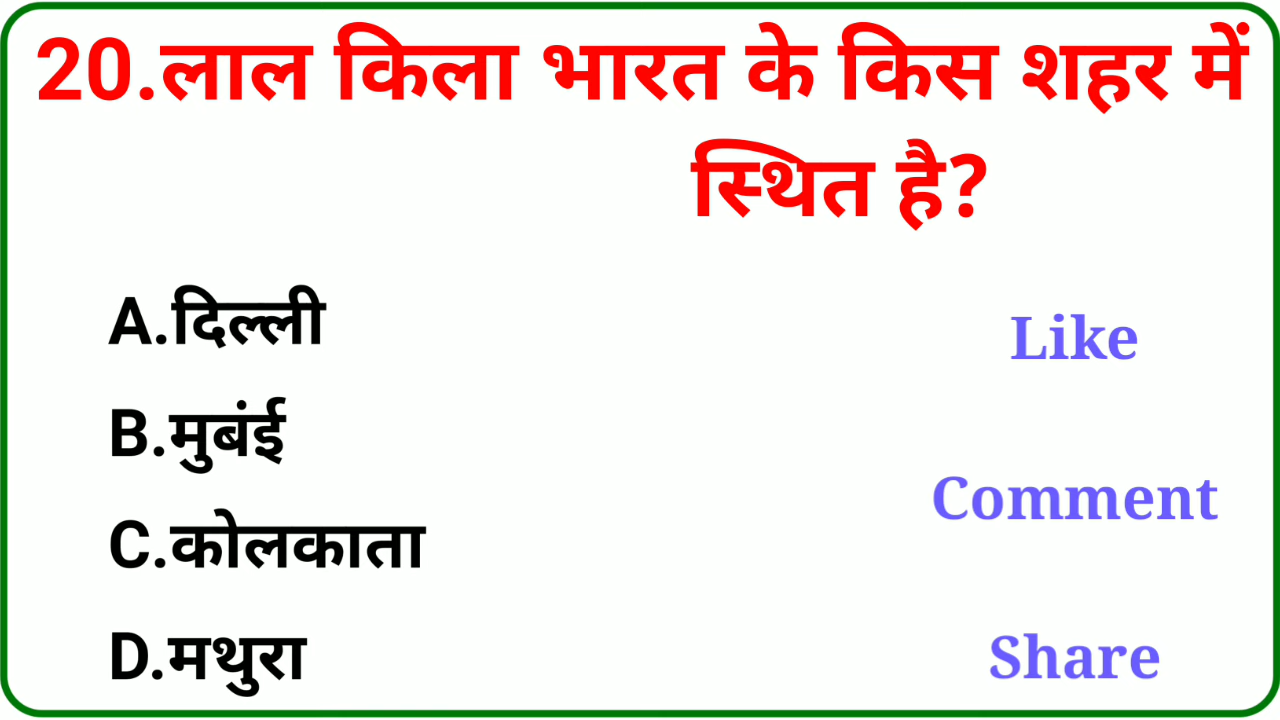 20.लाल किला भारत के किस शहर में
स्थित है?
A.दिल्ली
B.मुबंई
C.कोलकाता
D.मथुरा
Like
Comment
Share